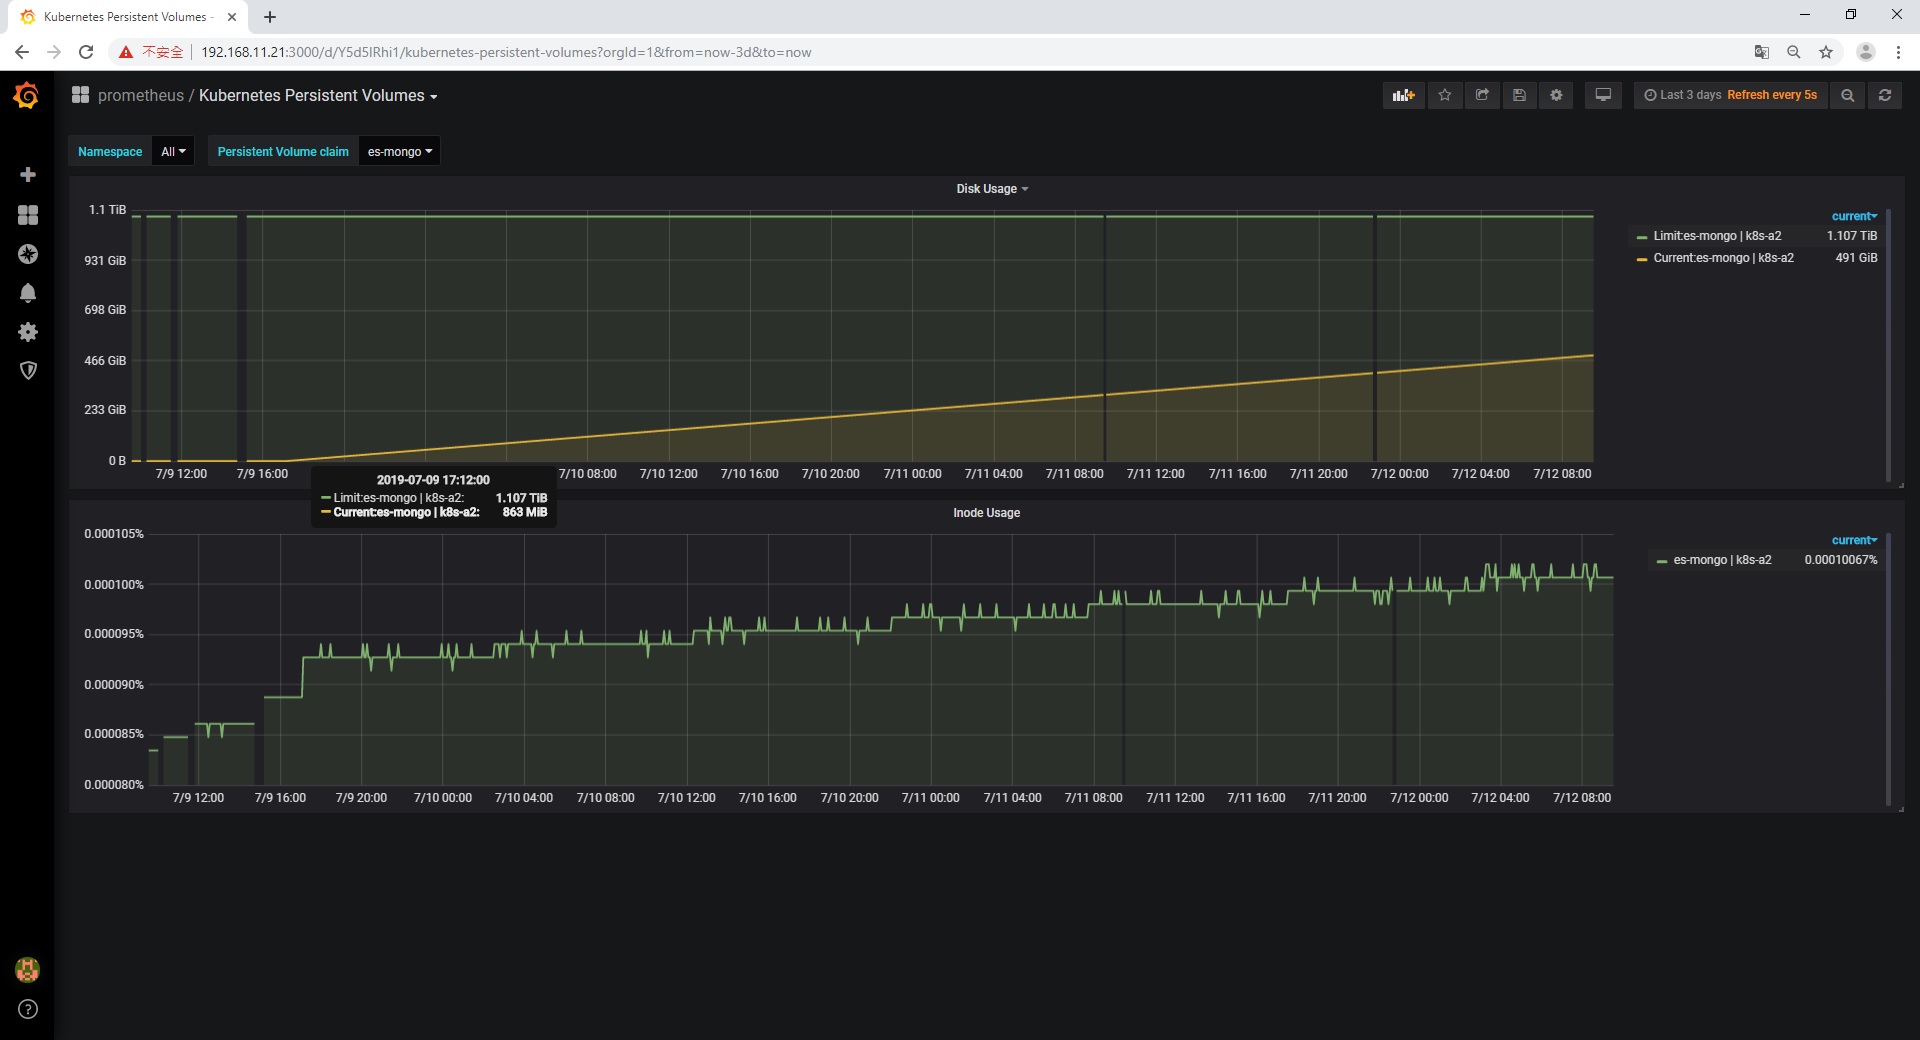 Kubernetes Persistent Volumes -
不安全 192.168.11.21:3000/d/Y5d5lRhi1/kubernetes-persistent-volumes?orgId=1&from=now-3d&to=now
prometheus / Kubernetes Persistent Volumes
Last 3 days Refresh every 5s
Namespace All Persistent Volume claim es-mongo
Disk Usage
1.1 TiB
931 GiB
698 GiB
466 GiB
233 GiB
0 B
7/9 12:00 7/9 16:00 7/10 08:00 7/10 12:00 7/10 16:00 7/10 20:00 7/11 00:00 7/11 04:00 7/11 08:00 7/11 12:00 7/11 16:00 7/11 20:00 7/12 00:00 7/12 04:00 7/12 08:00
current
Limit:es-mongo | k8s-a2 1.107 TiB
Current:es-mongo | k8s-a2 491 GiB
2019-07-09 17:12:00
Limit:es-mongo | k8s-a2: 1.107 TiB
Current:es-mongo | k8s-a2: 863 MiB
Inode Usage
0.000105%
0.000100%
0.000095%
0.000090%
0.000085%
0.000080%
7/9 12:00 7/9 16:00 7/9 20:00 7/10 00:00 7/10 04:00 7/10 08:00 7/10 12:00 7/10 16:00 7/10 20:00 7/11 00:00 7/11 04:00 7/11 08:00 7/11 12:00 7/11 16:00 7/11 20:00 7/12 00:00 7/12 04:00 7/12 08:00
current
es-mongo | k8s-a2 0.00010067%